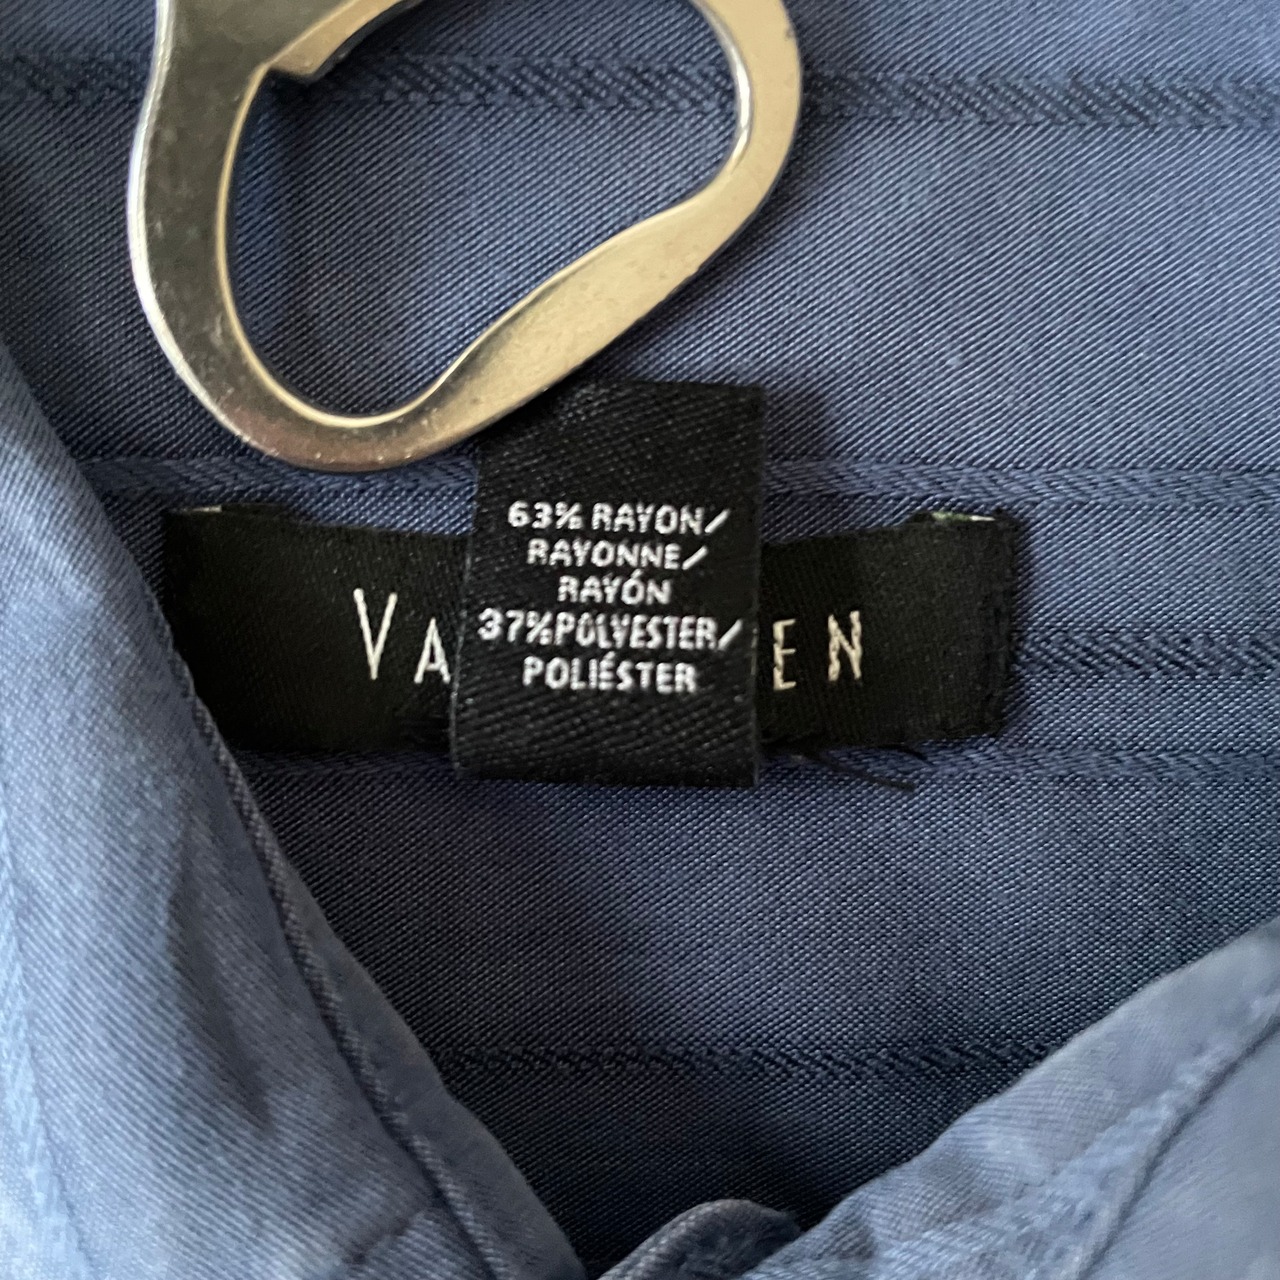 63% RAYON/
RAYONNE/
RAYÓN
37%POLYESTER/
POLIÉSTER
VA EN